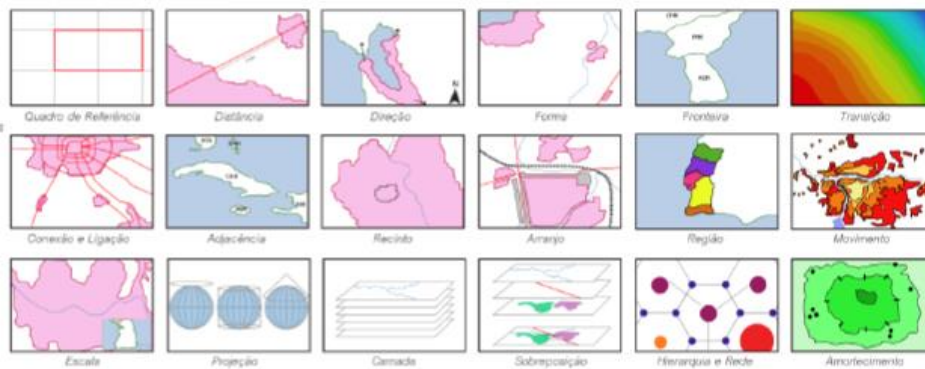 Quadro de Referência
Distância
Direção
Forma
Fronteira
Transição
Conexão e Ligação
Adjacência
Recinto
Arranjo
Região
Movimento
Escala
Projeção
Camada
Sobreposição
Hierarquia e Rede
Amortecimento